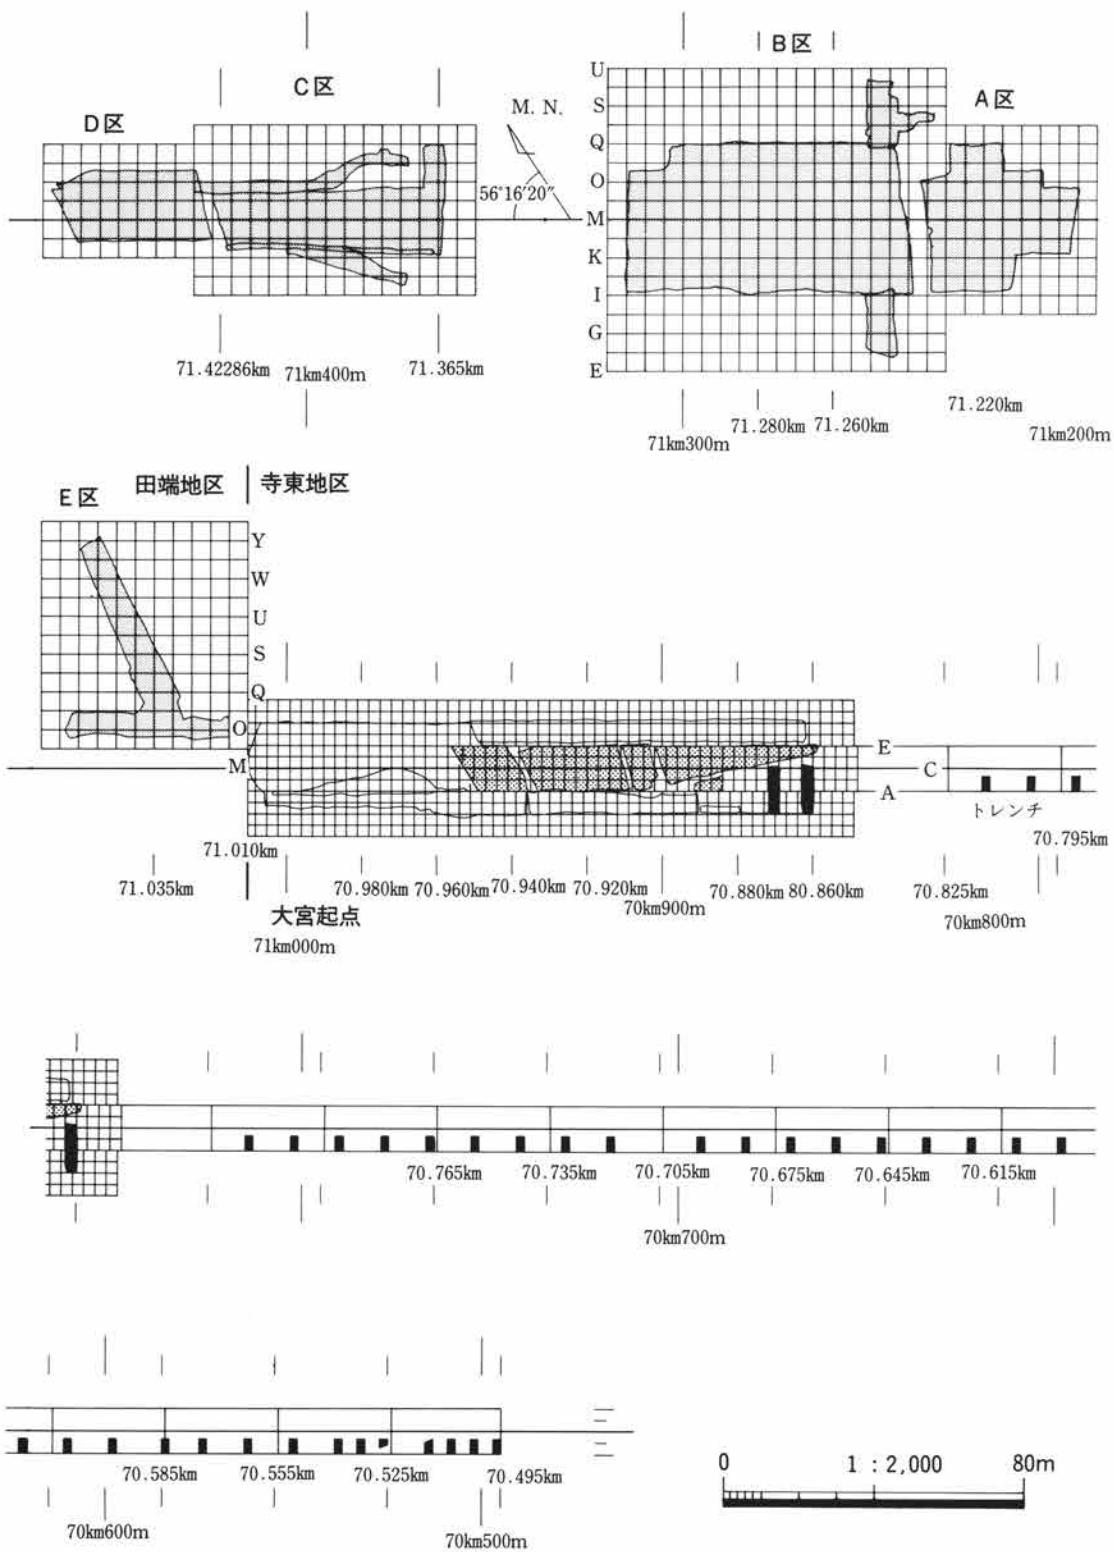 B区
C区
A区
D区
M. N.
56°16′20″
U
S
Q
O
M
K
I
G
E
71.42286km
71km400m
71.365km
71km300m
71.280km
71.260km
71.220km
71km200m
E区
田端地区
寺東地区
Y
W
U
S
Q
O
M
E
C
A
トレンチ
71.035km
71.010km
大宮起点
71km000m
70.980km
70.960km
70.940km
70.920km
70km900m
70.880km
80.860km
70.825km
70km800m
70.795km
70.765km
70.735km
70.705km
70km700m
70.675km
70.645km
70.615km
70km600m
70.585km
70.555km
70.525km
70km500m
70.495km
0
1:2,000
80m